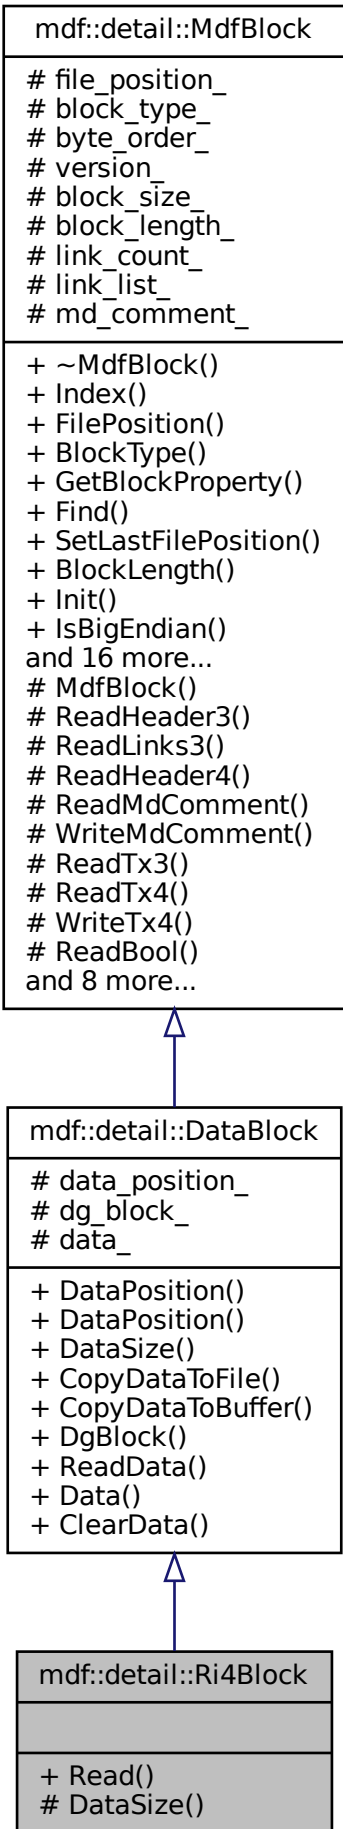 mdf::detail::MdfBlock
# file_position_
# block_type_
# byte_order_
# version_
# block_size_
# block_length_
# link_count_
# link_list_
# md_comment_
+ ~MdfBlock()
+ Index()
+ FilePosition()
+ BlockType()
+ GetBlockProperty()
+ Find()
+ SetLastFilePosition()
+ BlockLength()
+ Init()
+ IsBigEndian()
and 16 more...
# MdfBlock()
# ReadHeader3()
# ReadLinks3()
# ReadHeader4()
# ReadMdComment()
# WriteMdComment()
# ReadTx3()
# ReadTx4()
# WriteTx4()
# ReadBool()
and 8 more...
mdf::detail::DataBlock
# data_position_
# dg_block_
# data_
+ DataPosition()
+ DataPosition()
+ DataSize()
+ CopyDataToFile()
+ CopyDataToBuffer()
+ DgBlock()
+ ReadData()
+ Data()
+ ClearData()
mdf::detail::Ri4Block
+ Read()
# DataSize()